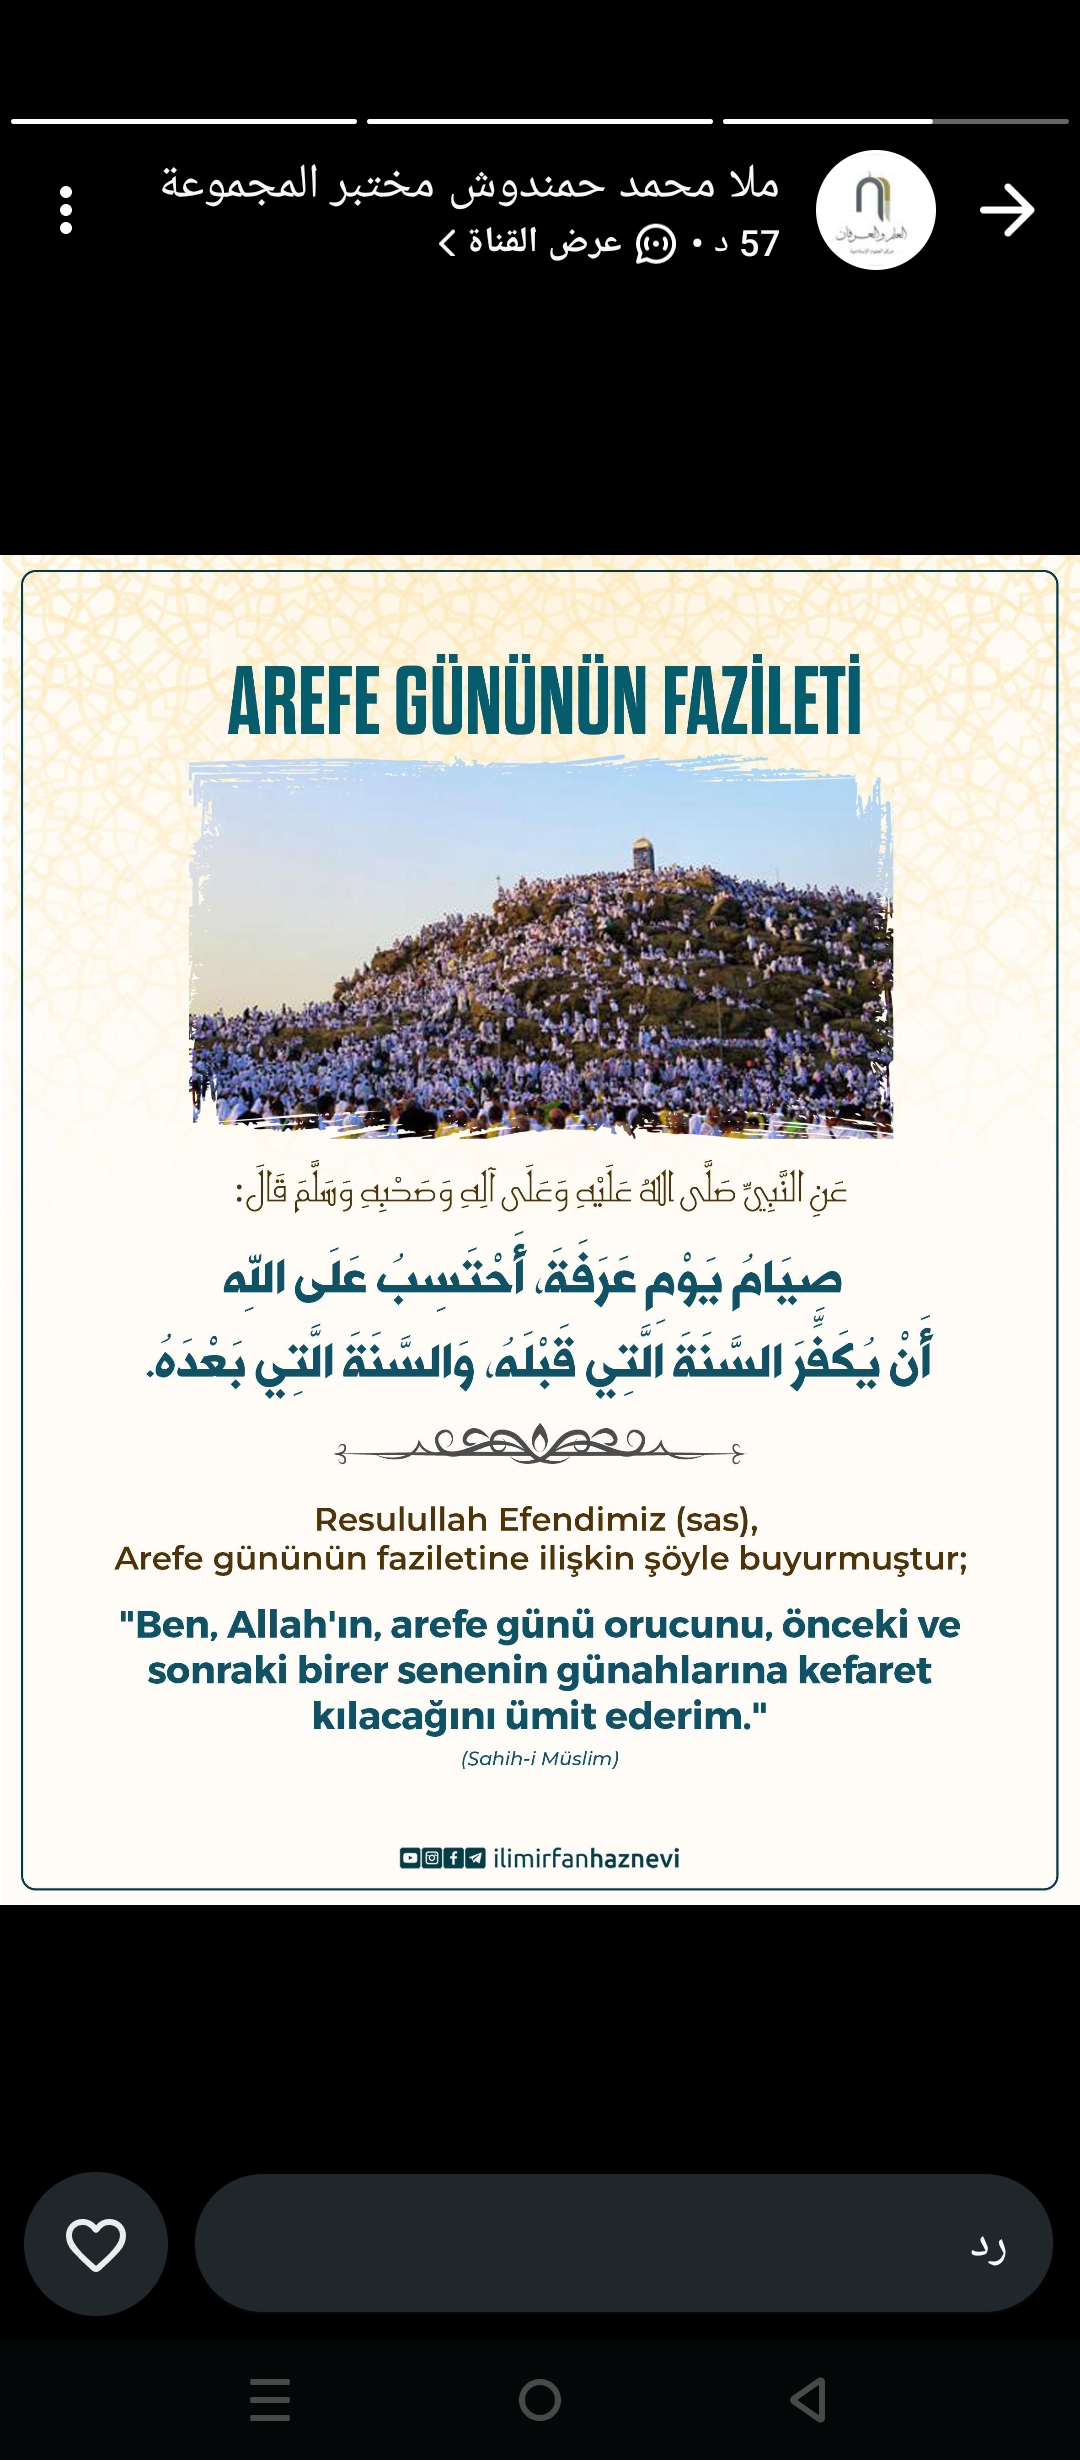 ملا محمد حمندوش مختبر المجموعة
57 د • عرض القناة
العلم والعرفان
AREFE GÜNÜNÜN FAZİLETİ
عَنِ النَّبِيِّ صَلَّى اللهُ عَلَيْهِ وَعَلَى آلِهِ وَصَحْبِهِ وَسَلَّمَ قَالَ:
صِيَامُ يَوْمِ عَرَفَةَ، أَحْتَسِبُ عَلَى اللّٰهِ
أَنْ يُكَفِّرَ السَّنَةَ الَّتِي قَبْلَهُ، وَالسَّنَةَ الَّتِي بَعْدَهُ.
Resulullah Efendimiz (sas),
Arefe gününün faziletine ilişkin şöyle buyurmuştur;
"Ben, Allah'ın, arefe günü orucunu, önceki ve
sonraki birer senenin günahlarına kefaret
kılacağını ümit ederim."
(Sahih-i Müslim)
ilimirfanhaznevi
رد